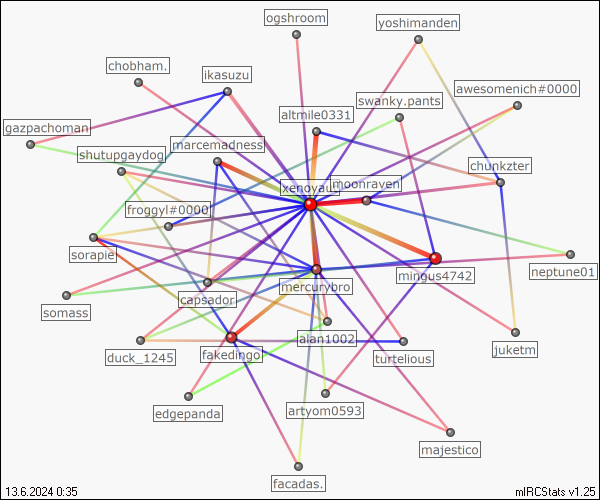 ogshroom
yoshimanden
chobham.
ikasuzu
awesomenich#0000
swanky.pants
altmile0331
gazpachoman
marcemadness
shutupgaydog
chunkzter
moonraven
froggyl#0000
sorapie
mingus4742
neptune01
mercurybro
capsador
somass
alan1002
juketm
duck_1245
fakedingo
turtelious
edgepanda
artyom0593
majestico
facadas.
13.6.2024 0:35
mIRCStats v1.25